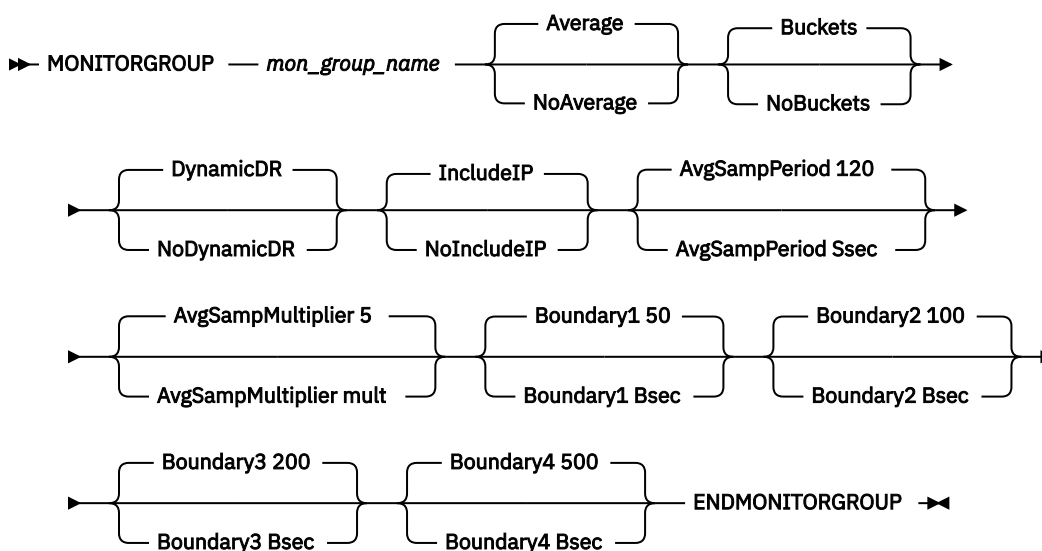 Average Buckets
MONITORGROUP mon_group_name
NoAverage NoBuckets
DynamicDR IncludeIP AvgSampPeriod 120
NoDynamicDR NoIncludeIP AvgSampPeriod Ssec
AvgSampMultiplier 5 Boundary1 50 Boundary2 100
AvgSampMultiplier mult Boundary1 Bsec Boundary2 Bsec
Boundary3 200 Boundary4 500
ENDMONITORGROUP
Boundary3 Bsec Boundary4 Bsec